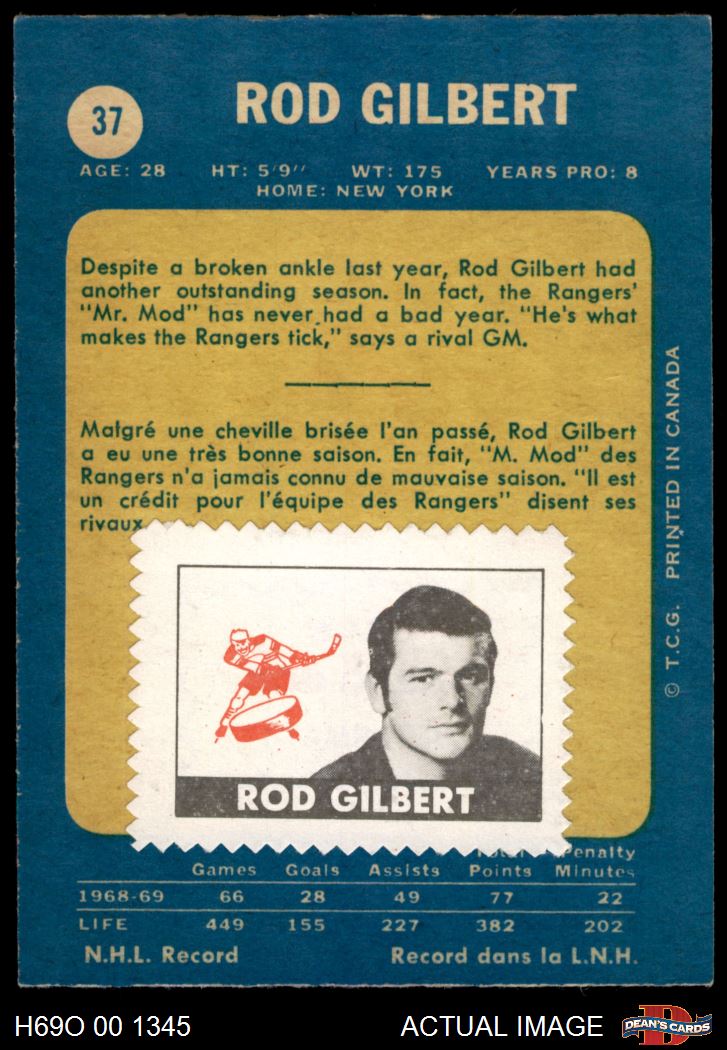 37
ROD GILBERT
AGE: 28 HT: 5'9'' WT: 175 YEARS PRO: 8
HOME: NEW YORK
Despite a broken ankle last year, Rod Gilbert had
another outstanding season. In fact, the Rangers'
"Mr. Mod" has never had a bad year. "He's what
makes the Rangers tick," says a rival GM.
Malgré une cheville brisée l'an passé, Rod Gilbert
a eu une très bonne saison. En fait, "M. Mod" des
Rangers n'a jamais connu de mauvaise saison. "Il est
un crédit pour l'équipe des Rangers" disent ses
rivaux
© T.C.G. PRINTED IN CANADA
ROD GILBERT
Penalty
Games Goals Assists Points Minutes
1968-69 66 28 49 77 22
LIFE 449 155 227 382 202
N.H.L. Record Record dans la L.N.H.
H69O 00 1345 ACTUAL IMAGE
D
DEAN'S CARDS